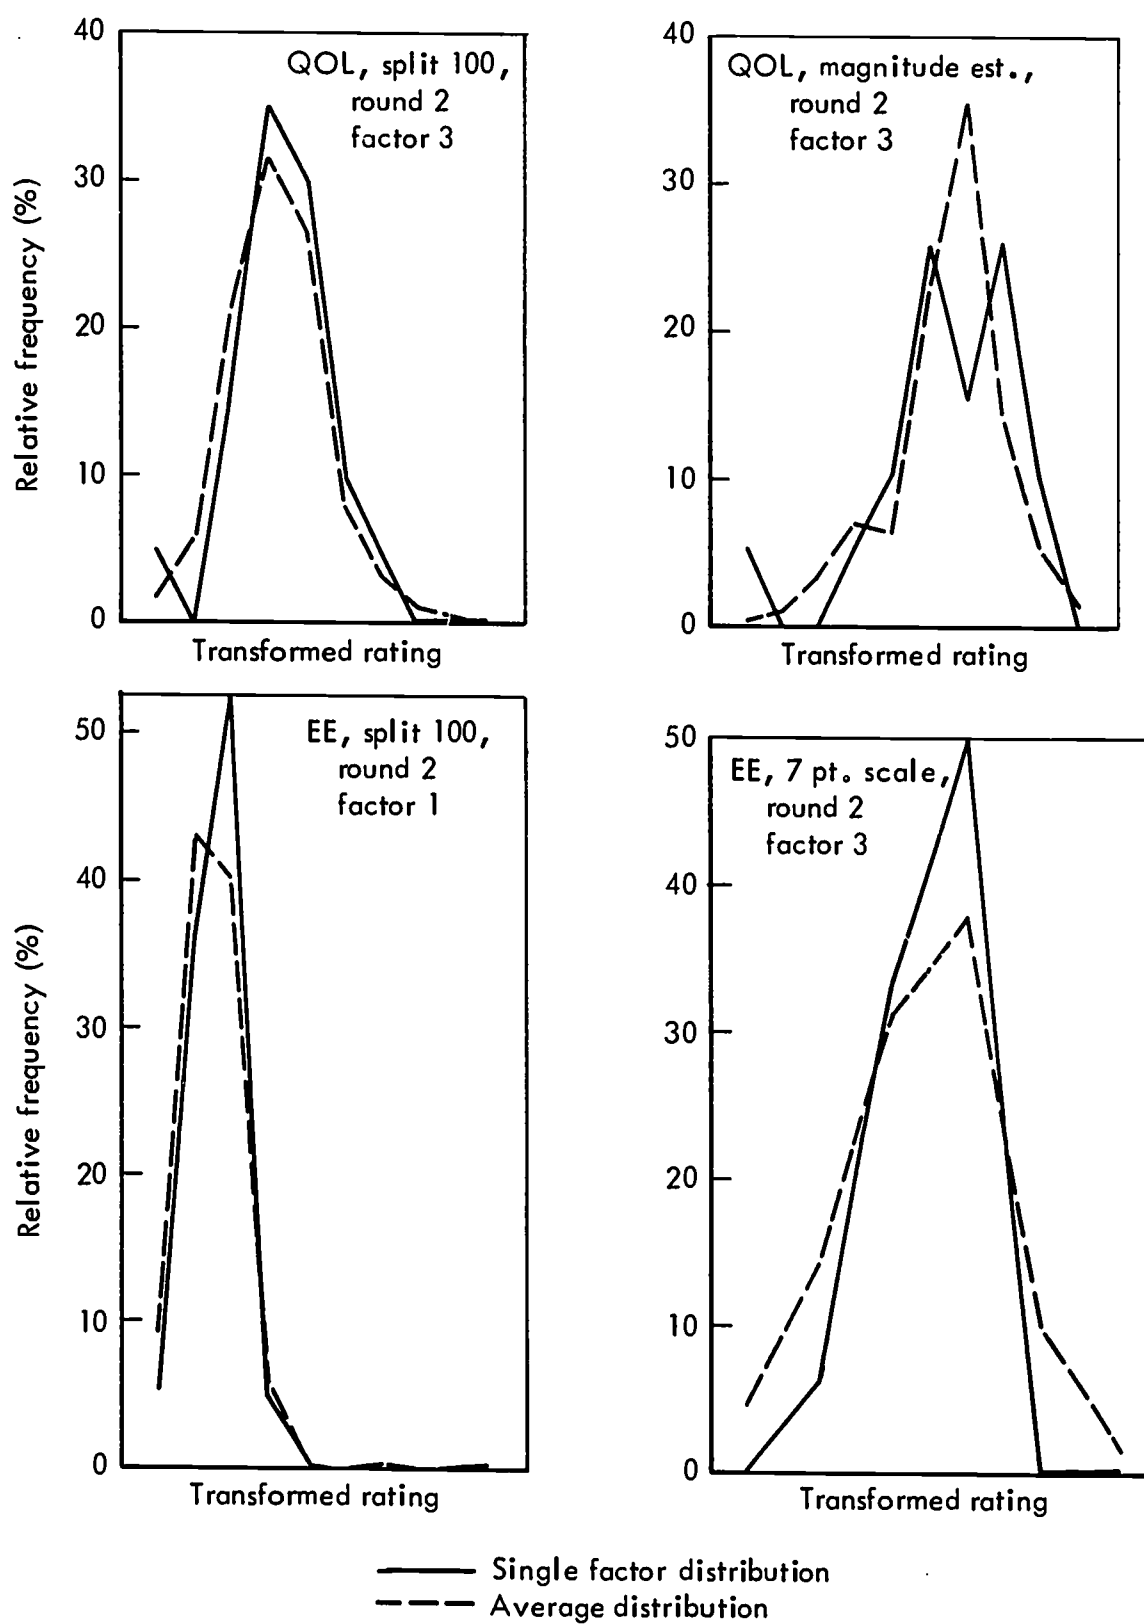 40
30
20
10
0
Relative frequency (%)
QOL, split 100,
round 2
factor 3
Transformed rating
40
30
20
10
0
QOL, magnitude est.,
round 2
factor 3
Transformed rating
50
40
30
20
10
0
Relative frequency (%)
EE, split 100,
round 2
factor 1
Transformed rating
50
40
30
20
10
0
EE, 7 pt. scale,
round 2
factor 3
Transformed rating
Single factor distribution
Average distribution